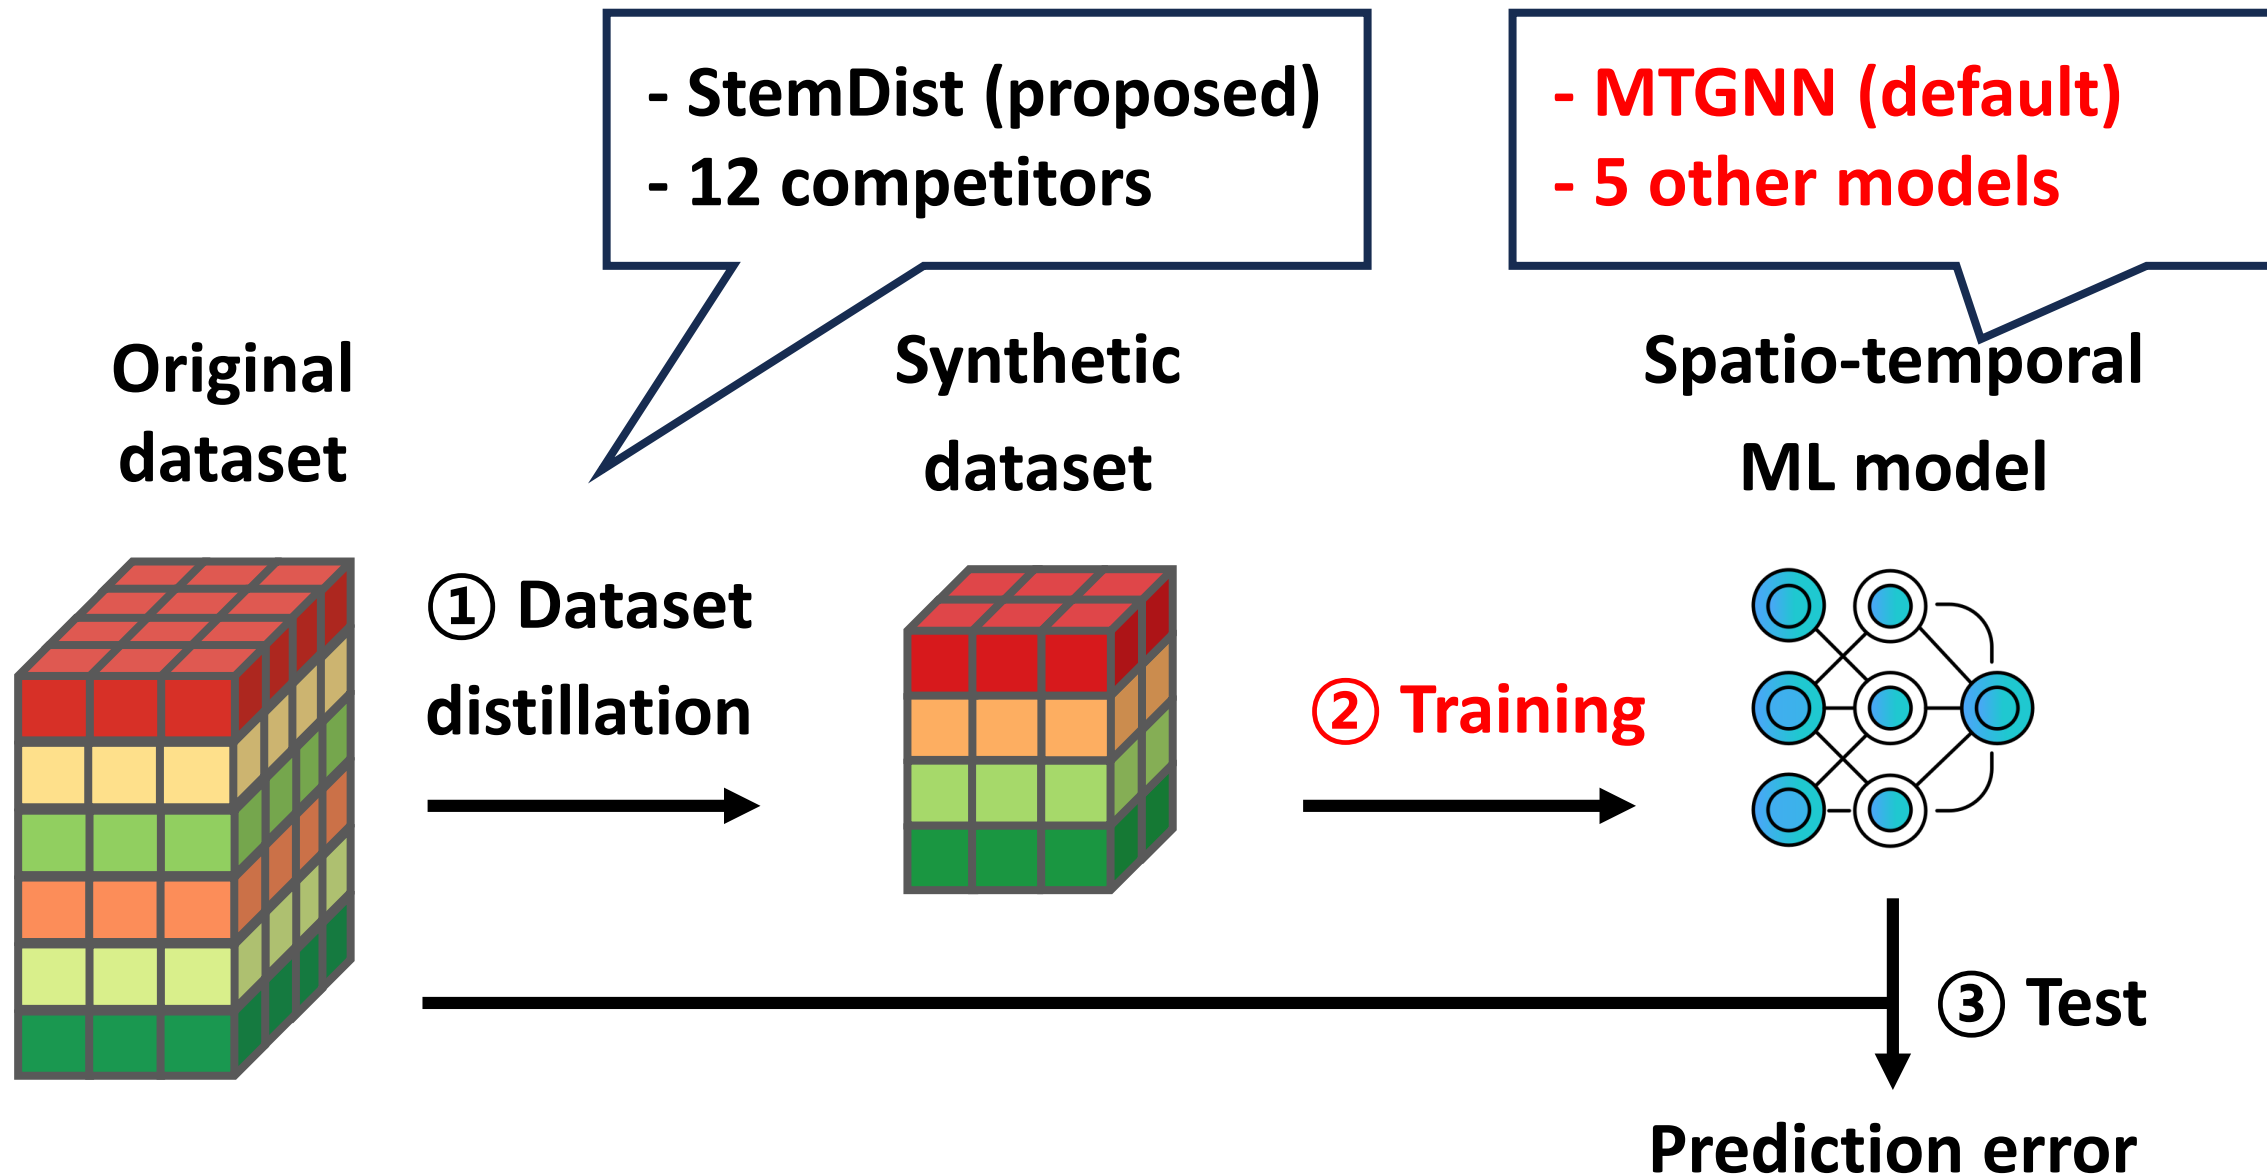 - StemDist (proposed)
- 12 competitors
- MTGNN (default)
- 5 other models
Original
dataset
Synthetic
dataset
Spatio-temporal
ML model
① Dataset
distillation
② Training
③ Test
Prediction error